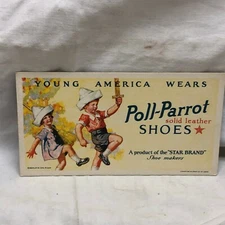 YOUNG AMERICA WEARS
Poll-Parrot
solid leather
SHOES
A product of the "STAR BRAND"
Shoe makers